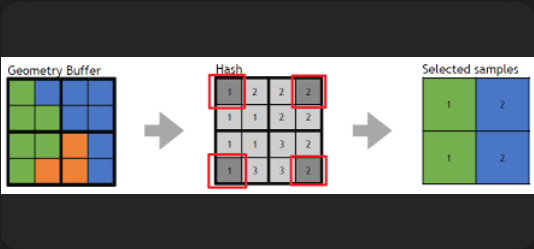 Geometry Buffer
Hash
Selected samples
1 2 2 2
1 1 2 2
1 1 3 2
1 3 3 2
1 2
1 2